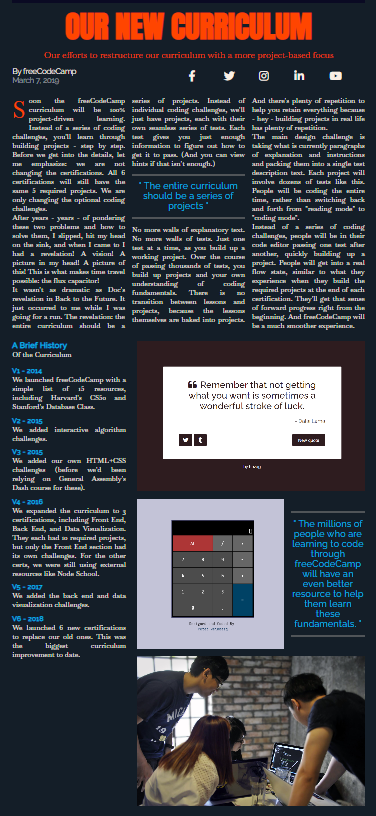 OUR NEW CURRICULUM
Our efforts to restructure our curriculum with a more project-based focus
By freeCodeCamp
March 7, 2019
Soon the freeCodeCamp
curriculum will be 100%
project-driven learning.
Instead of a series of coding
challenges, you'll learn through
building projects - step by step.
Before we get into the details, let
me emphasize: we are not
changing the certifications. All 6
certifications will still have the
same 5 required projects. We are
only changing the optional coding
challenges.
After years - years - of pondering
these two problems and how to
solve them, I slipped, hit my head
on the sink, and when I came to I
had a revelation! A vision! A
picture in my head! A picture of
this! This is what makes time travel
possible: the flux capacitor!
It wasn't as dramatic as Doc's
revelation in Back to the Future. It
just occurred to me while I was
going for a run. The revelation: the
entire curriculum should be a
series of projects. Instead of
individual coding challenges, we'll
just have projects, each with their
own seamless series of tests. Each
test gives you just enough
information to figure out how to
get it to pass. (And you can view
hints if that isn't enough.)
" The entire curriculum
should be a series of
projects "
No more walls of explanatory text.
No more walls of tests. Just one
test at a time, as you build up a
working project. Over the course
of passing thousands of tests, you
build up projects and your own
understanding of coding
fundamentals. There is no
transition between lessons and
projects, because the lessons
themselves are baked into projects.
And there's plenty of repetition to
help you retain everything because
- hey - building projects in real life
has plenty of repetition.
The main design challenge is
taking what is currently paragraphs
of explanation and instructions
and packing them into a single test
description text. Each project will
involve dozens of tests like this.
People will be coding the entire
time, rather than switching back
and forth from "reading mode" to
"coding mode".
Instead of a series of coding
challenges, people will be in their
code editor passing one test after
another, quickly building up a
project. People will get into a real
flow state, similar to what they
experience when they build the
required projects at the end of each
certification. They'll get that sense
of forward progress right from the
beginning. And freeCodeCamp will
be a much smoother experience.
A Brief History
Of the Curriculum
V1 - 2014
We launched freeCodeCamp with a
simple list of 15 resources,
including Harvard's CS50 and
Stanford's Database Class.
V2 - 2015
We added interactive algorithm
challenges.
V3 - 2015
We added our own HTML+CSS
challenges (before we'd been
relying on General Assembly's
Dash course for these).
V4 - 2016
We expanded the curriculum to 3
certifications, including Front End,
Back End, and Data Visualization.
They each had 10 required projects,
but only the Front End section had
its own challenges. For the other
certs, we were still using external
resources like Node School.
V5 - 2017
We added the back end and data
visualization challenges.
V6 - 2018
We launched 6 new certifications
to replace our old ones. This was
the biggest curriculum
improvement to date.
“ Remember that not getting
what you want is sometimes a
wonderful stroke of luck.
- Dalai Lama
New quote
Designed and Coded By
" The millions of
people who are
learning to code
through
freeCodeCamp
will have an
even better
resource to help
them learn
these
fundamentals. "